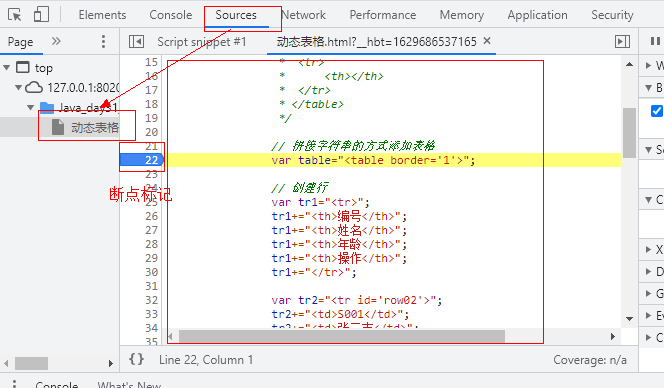 Elements Console Sources Network Performance Memory Application Security
Page » Script snippet #1 动态表格.html?__hbt=1629686537165 ×
top
127.0.0.1:8020
Java_day31_
动态表格
断点标记
15 * <tr>
16 * <th></th>
17 * </tr>
18 * </table>
19 */
20
21 // 拼接字符串的方式添加表格
22 var table="<table border='1'>";
23
24 // 创建行
25 var tr1="<tr>";
26 tr1+="<th>编号</th>";
27 tr1+="<th>姓名</th>";
28 tr1+="<th>年龄</th>";
29 tr1+="<th>操作</th>";
30 tr1+="</tr>";
31
32 var tr2="<tr id='row02'>";
33 tr2+="<td>S001</td>";
34 tr2+="<td>张三丰</td>";
35
{} Line 22, Column 1 Coverage: n/a
Console What's New
W
B
Sc
C
X
D
G
E
C